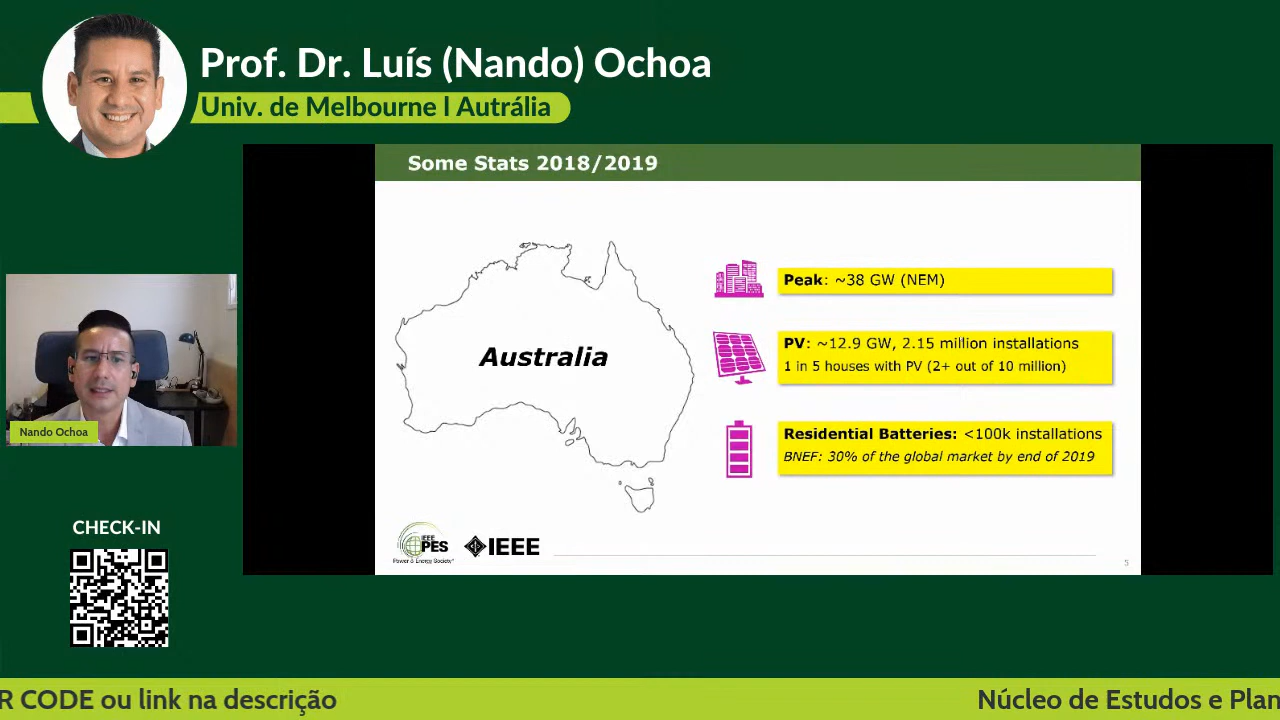 Prof. Dr. Luís (Nando) Ochoa
Univ. de Melbourne l Autrália
Some Stats 2018/2019
Australia
Peak: ~38 GW (NEM)
PV: ~12.9 GW, 2.15 million installations
1 in 5 houses with PV (2+ out of 10 million)
Residential Batteries: <100k installations
BNEF: 30% of the global market by end of 2019
Nando Ochoa
IEEE
PES
Power & Energy Society
IEEE
5
CHECK-IN
R CODE ou link na descrição
Núcleo de Estudos e Plan